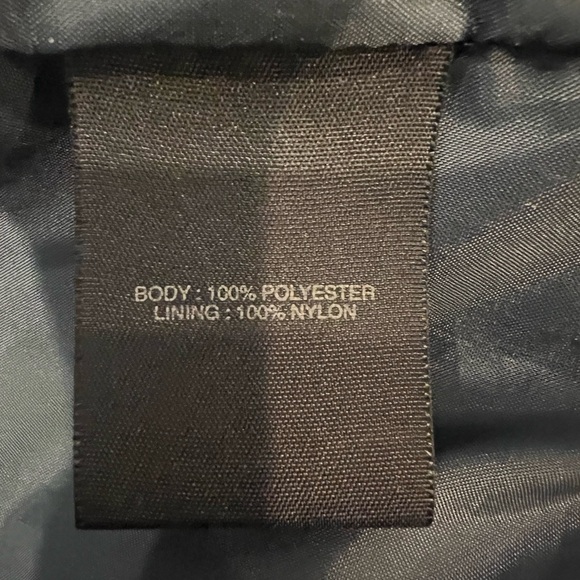 BODY : 100% POLYESTER
LINING : 100% NYLON